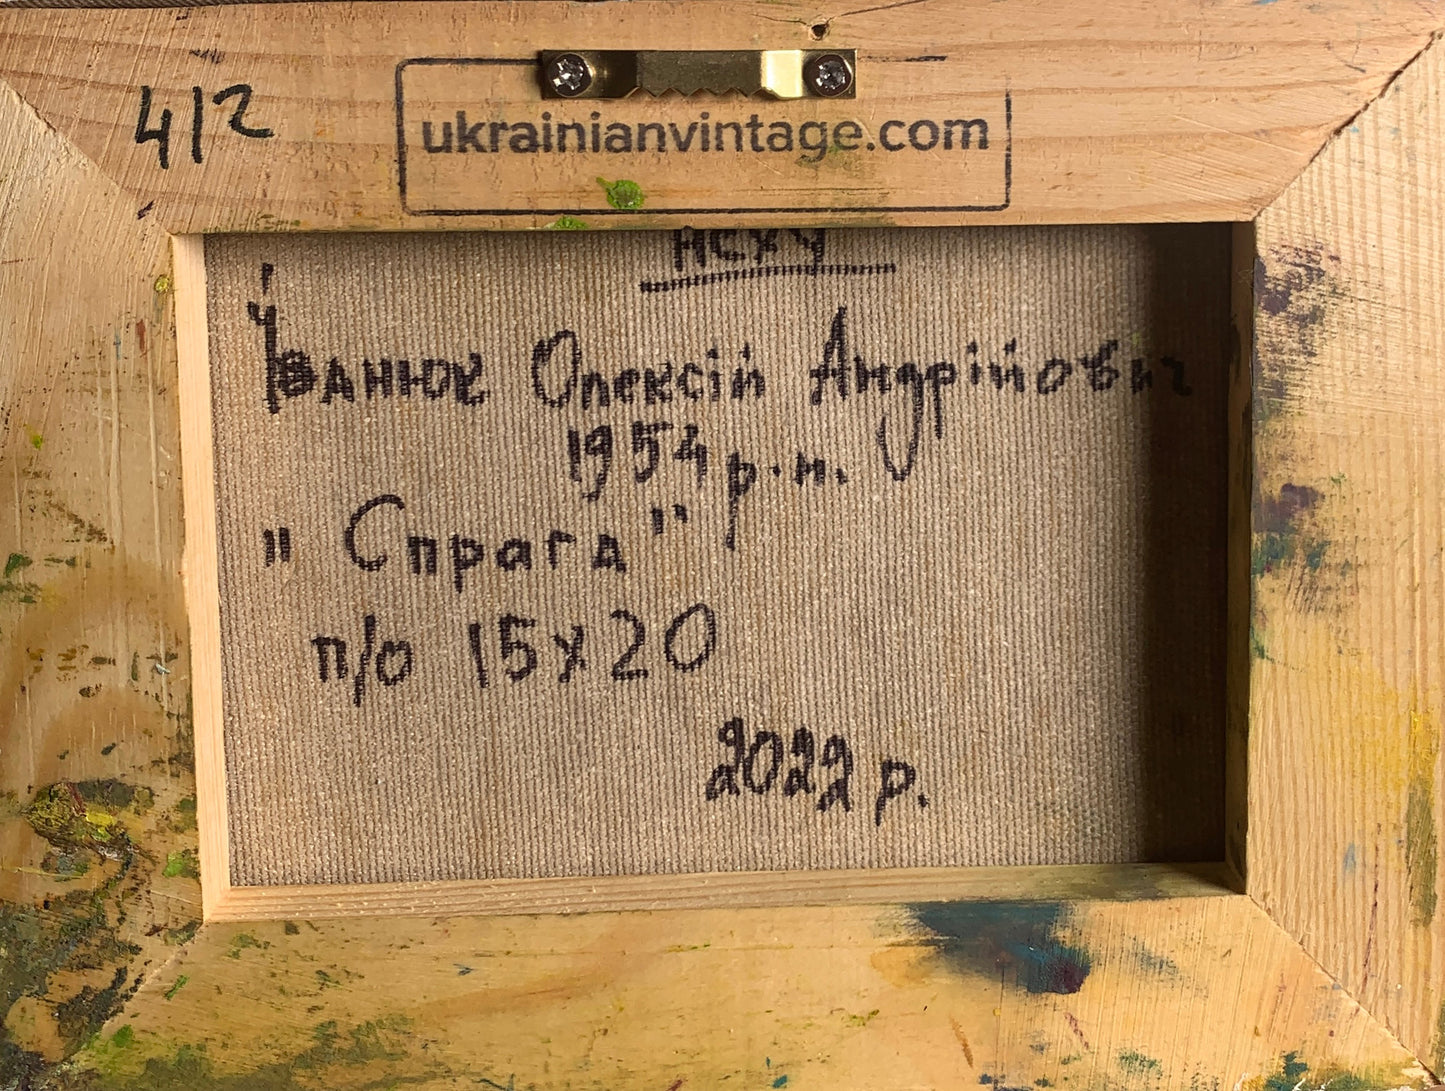 412
ukrainianvintage.com
НСХУ
Іванюк Олексій Андрійович
1954 р.н.
" Спрага "
п/о 15х20
2022 р.